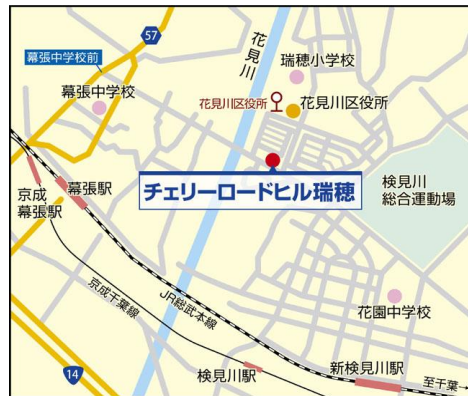 57
幕張中学校前
花見川
瑞穂小学校
幕張中学校
花見川区役所
花見川区役所
チェリーロードヒル瑞穂
京成
幕張駅
幕張駅
検見川
総合運動場
京成千葉線
JR総武本線
花園中学校
14
検見川駅
新検見川駅
至千葉→